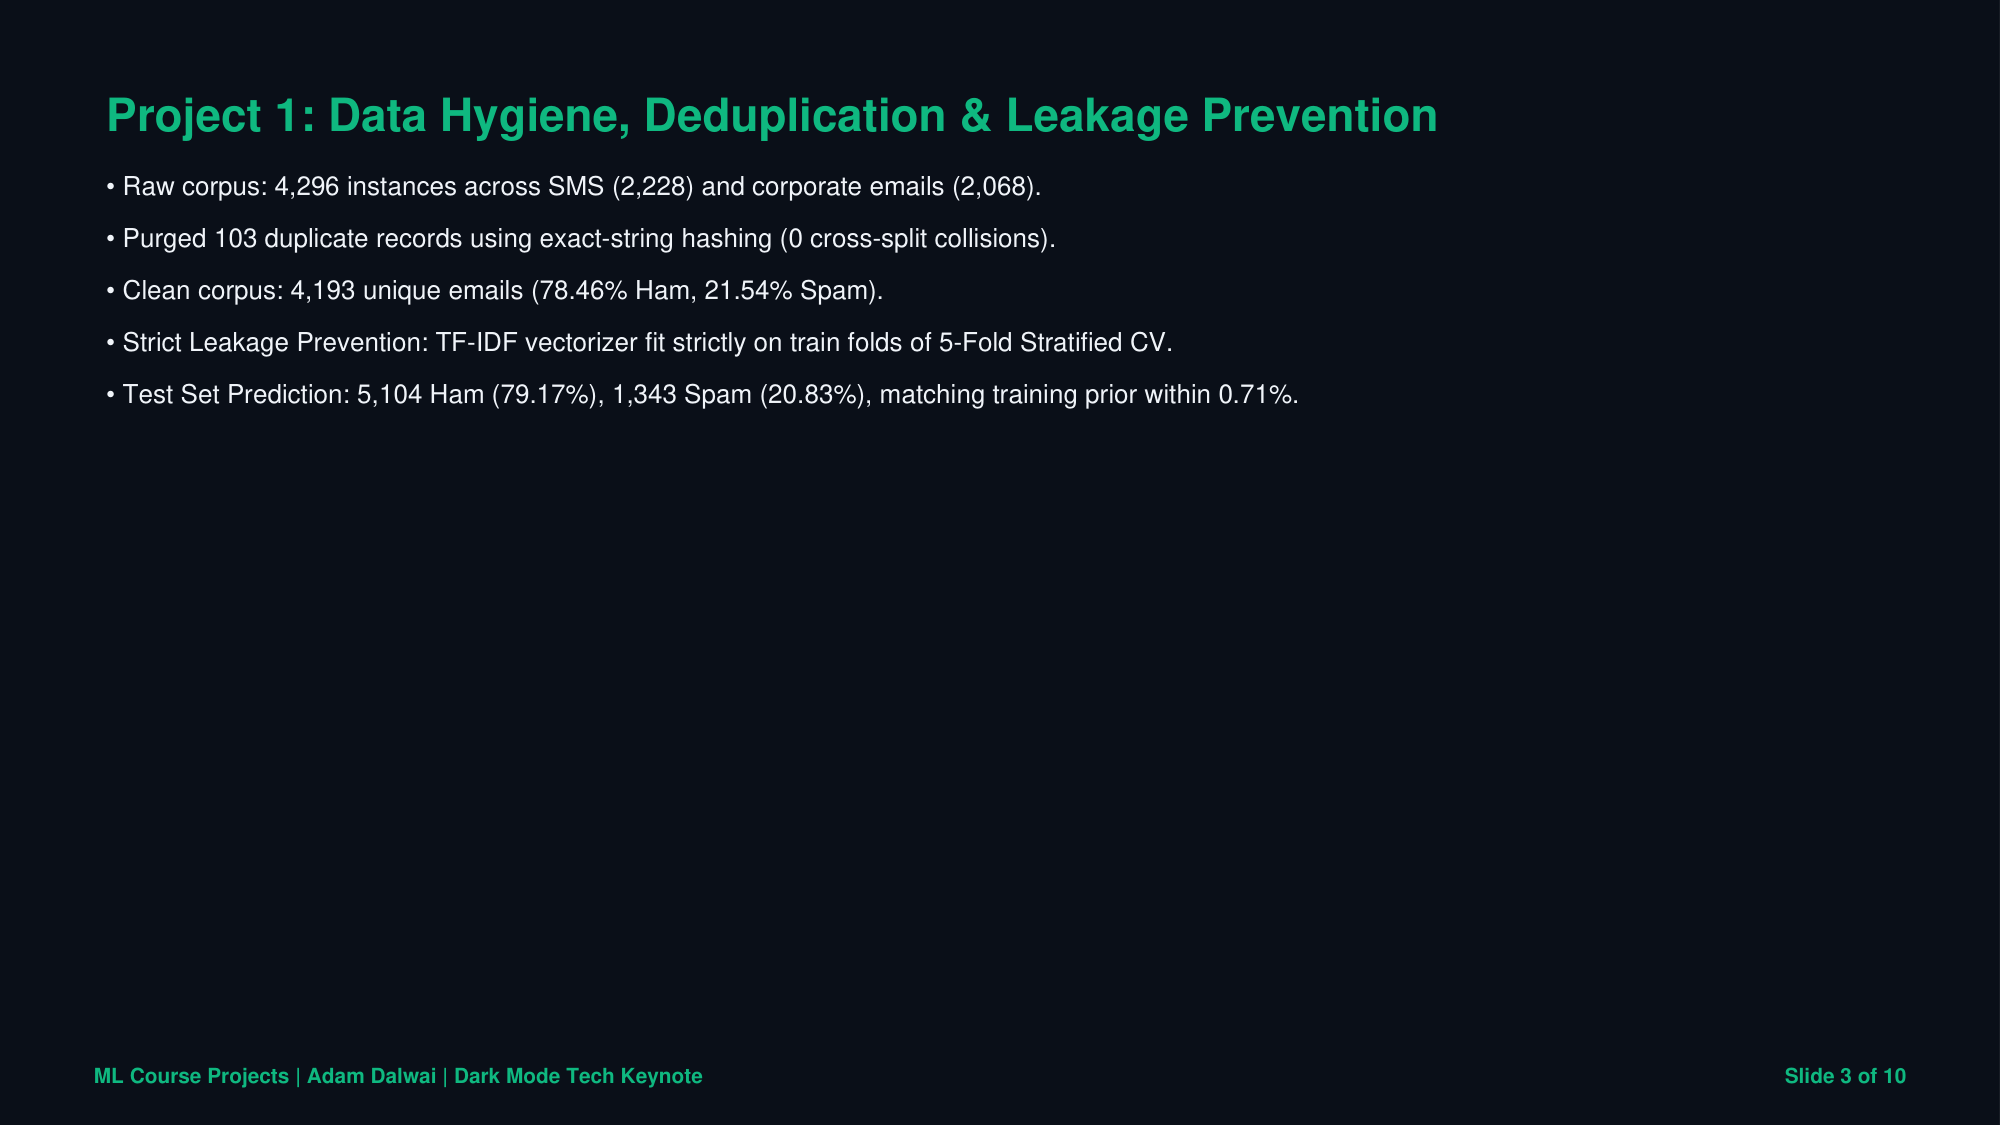 Project 1: Data Hygiene, Deduplication & Leakage Prevention
• Raw corpus: 4,296 instances across SMS (2,228) and corporate emails (2,068).
• Purged 103 duplicate records using exact-string hashing (0 cross-split collisions).
• Clean corpus: 4,193 unique emails (78.46% Ham, 21.54% Spam).
• Strict Leakage Prevention: TF-IDF vectorizer fit strictly on train folds of 5-Fold Stratified CV.
• Test Set Prediction: 5,104 Ham (79.17%), 1,343 Spam (20.83%), matching training prior within 0.71%.
ML Course Projects | Adam Dalwai | Dark Mode Tech Keynote
Slide 3 of 10